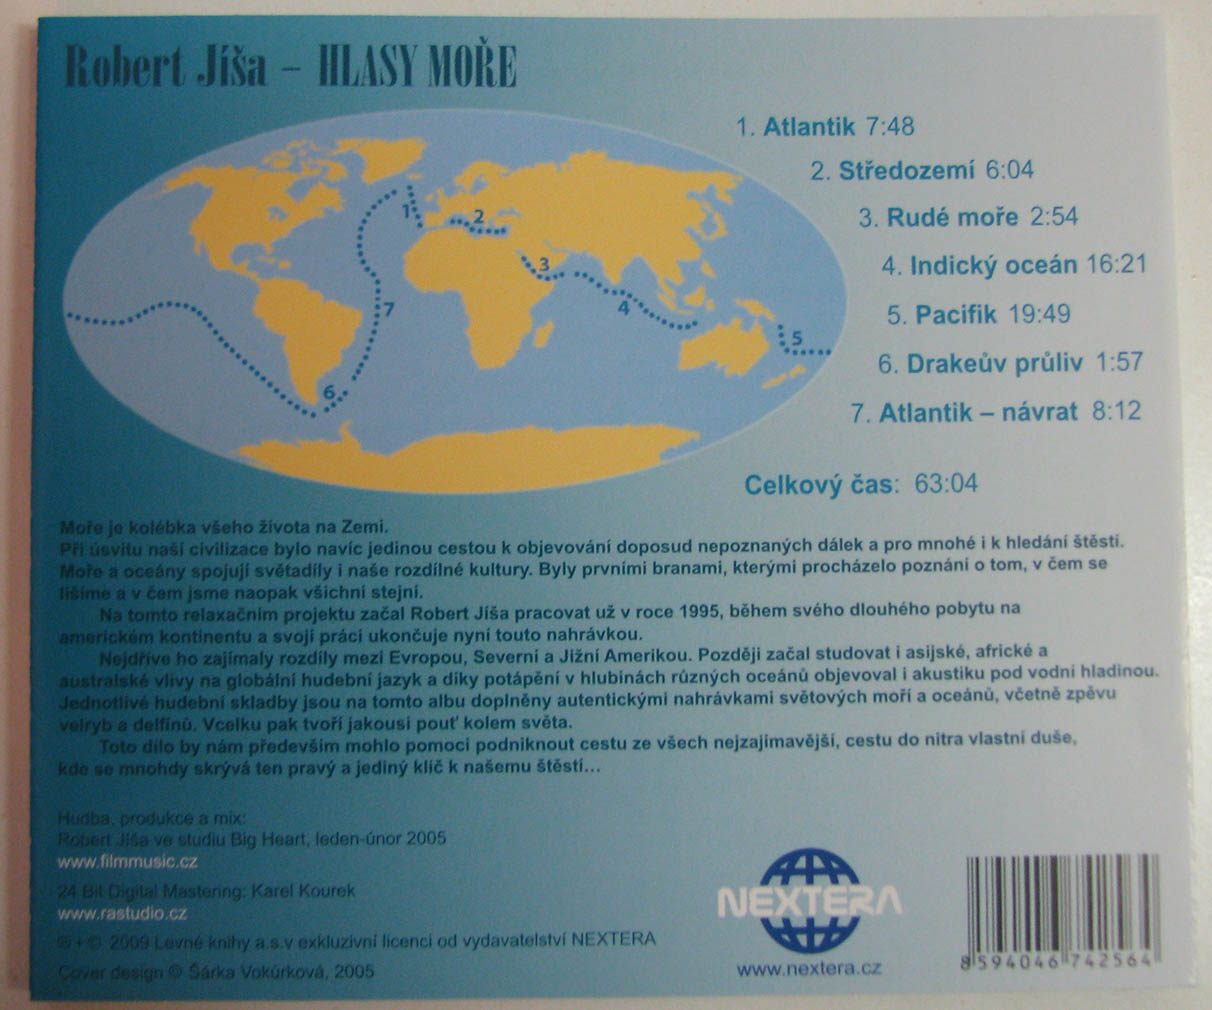 Robert Jíša – HLASY MOŘE
1. Atlantik 7:48
2. Středozemí 6:04
3. Rudé moře 2:54
4. Indický oceán 16:21
5. Pacifik 19:49
6. Drakeův průliv 1:57
7. Atlantik – návrat 8:12
Celkový čas: 63:04
1
2
3
4
5
6
7
Moře je kolébka všeho života na Zemi.
Při úsvitu naší civilizace bylo navíc jedinou cestou k objevování doposud nepoznaných dálek a pro mnohé i k hledání štěstí.
Moře a oceány spojují světadíly i naše rozdílné kultury. Byly prvními branami, kterými procházelo poznání o tom, v čem se
lišíme a v čem jsme naopak všichni stejní.
Na tomto relaxačním projektu začal Robert Jíša pracovat už v roce 1995, během svého dlouhého pobytu na
americkém kontinentu a svoji práci ukončuje nyní touto nahrávkou.
Nejdříve ho zajímaly rozdíly mezi Evropou, Severní a Jižní Amerikou. Později začal studovat i asijské, africké a
australské vlivy na globální hudební jazyk a díky potápění v hlubinách různých oceánů objevoval i akustiku pod vodní hladinou.
Jednotlivé hudební skladby jsou na tomto albu doplněny autentickými nahrávkami světových moří a oceánů, včetně zpěvu
velryb a delfínů. Vcelku pak tvoří jakousi pouť kolem světa.
Toto dílo by nám především mohlo pomoci podniknout cestu ze všech nejzajímavější, cestu do nitra vlastní duše,
kde se mnohdy skrývá ten pravý a jediný klíč k našemu štěstí...
Hudba, produkce a mix:
Robert Jíša ve studiu Big Heart, leden-únor 2005
www.filmmusic.cz
24 Bit Digital Mastering: Karel Kourek
www.rastudio.cz
℗ + © 2009 Levné knihy a.s.v exkluzivní licenci od vydavatelství NEXTERA
Cover design © Šárka Vokúrková, 2005
NEXTERA
www.nextera.cz
8 594046 742564